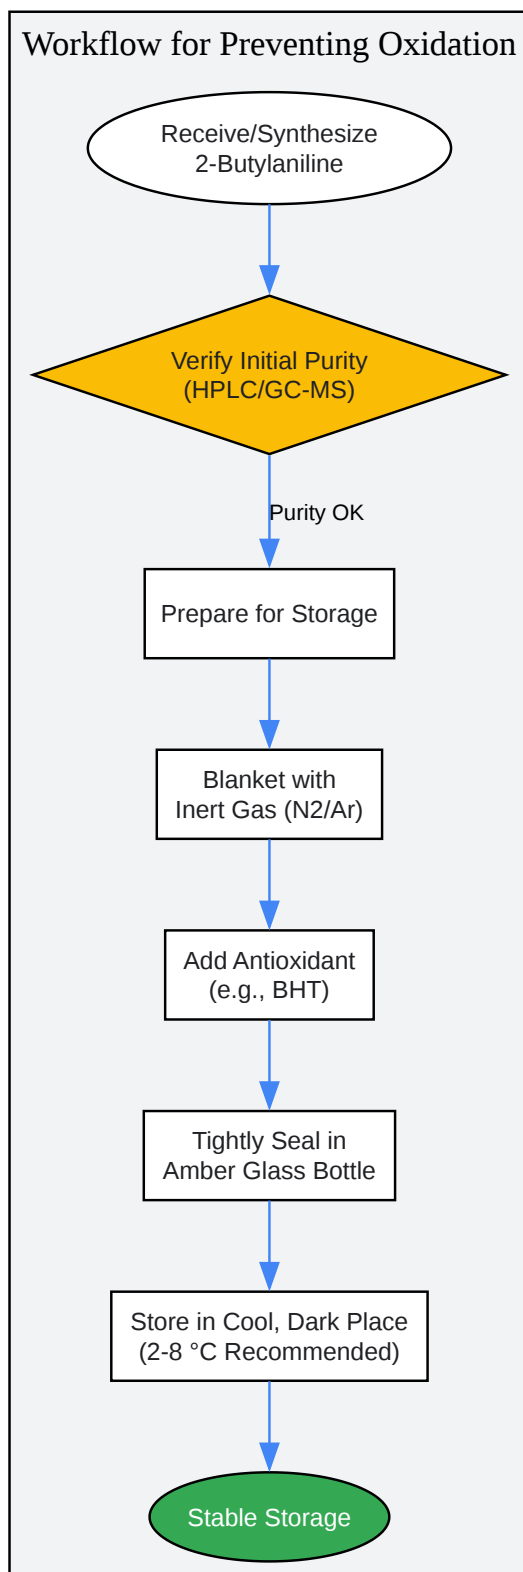 Workflow for Preventing Oxidation
Receive/Synthesize
2-Butylaniline
Verify Initial Purity
(HPLC/GC-MS)
Purity OK
Prepare for Storage
Blanket with
Inert Gas (N2/Ar)
Add Antioxidant
(e.g., BHT)
Tightly Seal in
Amber Glass Bottle
Store in Cool, Dark Place
(2-8 °C Recommended)
Stable Storage